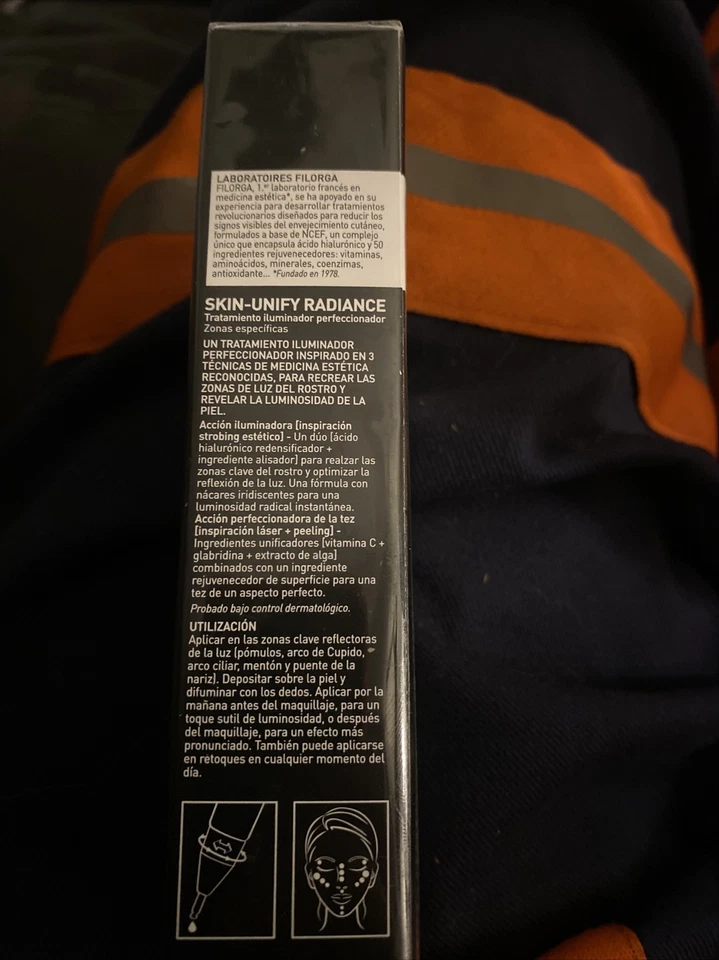 LABORATOIRES FILORGA
FILORGA, 1.er laboratorio francés en
medicina estética*, se ha apoyado en su
experiencia para desarrollar tratamientos
revolucionarios diseñados para reducir los
signos visibles del envejecimiento cutáneo,
formulados a base de NCEF, un complejo
único que encapsula ácido hialurónico y 50
ingredientes rejuvenecedores: vitaminas,
aminoácidos, minerales, coenzimas,
antioxidante... *Fundado en 1978.
SKIN-UNIFY RADIANCE
Tratamiento iluminador perfeccionador
Zonas específicas
UN TRATAMIENTO ILUMINADOR
PERFECCIONADOR INSPIRADO EN 3
TÉCNICAS DE MEDICINA ESTÉTICA
RECONOCIDAS, PARA RECREAR LAS
ZONAS DE LUZ DEL ROSTRO Y
REVELAR LA LUMINOSIDAD DE LA
PIEL.
Acción iluminadora [inspiración
strobing estético] - Un dúo [ácido
hialurónico redensificador +
ingrediente alisador] para realzar las
zonas clave del rostro y optimizar la
reflexión de la luz. Una fórmula con
nácares iridiscentes para una
luminosidad radical instantánea.
Acción perfeccionadora de la tez
[inspiración láser + peeling] -
Ingredientes unificadores [vitamina C +
glabridina + extracto de alga]
combinados con un ingrediente
rejuvenecedor de superficie para una
tez de un aspecto perfecto.
Probado bajo control dermatológico.
UTILIZACIÓN
Aplicar en las zonas clave reflectoras
de la luz (pómulos, arco de Cupido,
arco ciliar, mentón y puente de la
nariz). Depositar sobre la piel y
difuminar con los dedos. Aplicar por la
mañana antes del maquillaje, para un
toque sutil de luminosidad, o después
del maquillaje, para un efecto más
pronunciado. También puede aplicarse
en retoques en cualquier momento del
día.